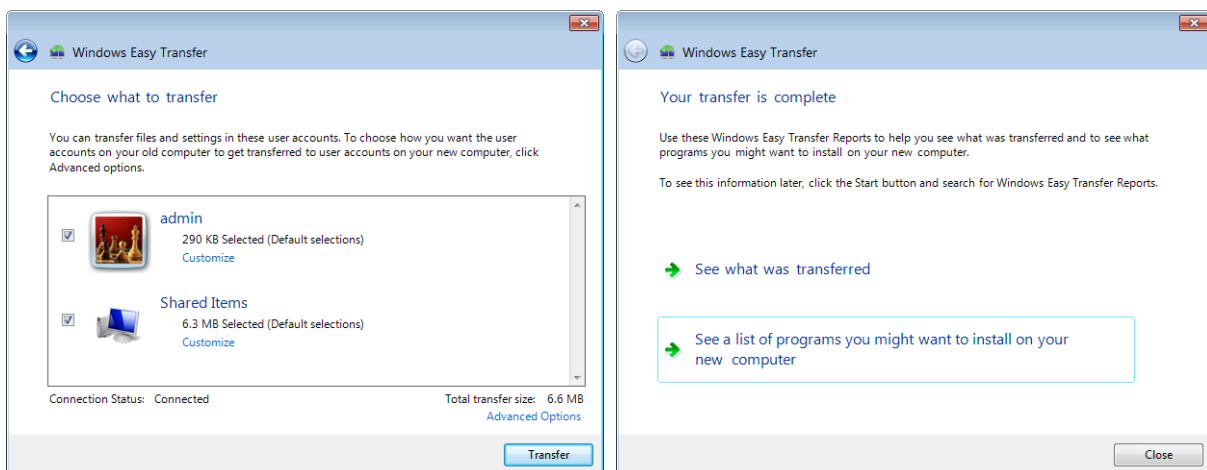 Windows Easy Transfer
Choose what to transfer
You can transfer files and settings in these user accounts. To choose how you want the user
accounts on your old computer to get transferred to user accounts on your new computer, click
Advanced options.
admin
290 KB Selected (Default selections)
Customize
Shared Items
6.3 MB Selected (Default selections)
Customize
Connection Status: Connected
Total transfer size: 6.6 MB
Advanced Options
Transfer
Windows Easy Transfer
Your transfer is complete
Use these Windows Easy Transfer Reports to help you see what was transferred and to see what
programs you might want to install on your new computer.
To see this information later, click the Start button and search for Windows Easy Transfer Reports.
See what was transferred
See a list of programs you might want to install on your
new computer
Close